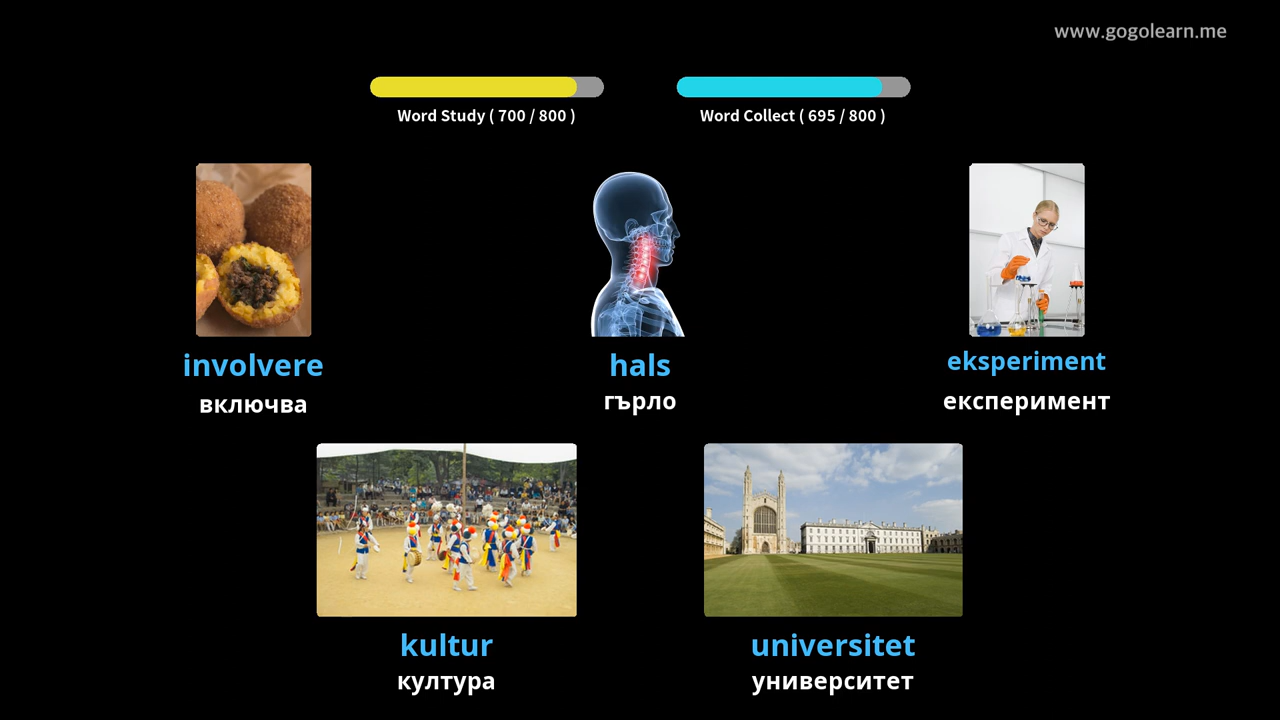 www.gogolearn.me
Word Study ( 700 / 800 )
Word Collect ( 695 / 800 )
involvere
включва
hals
гърло
eksperiment
експеримент
kultur
култура
universitet
университет